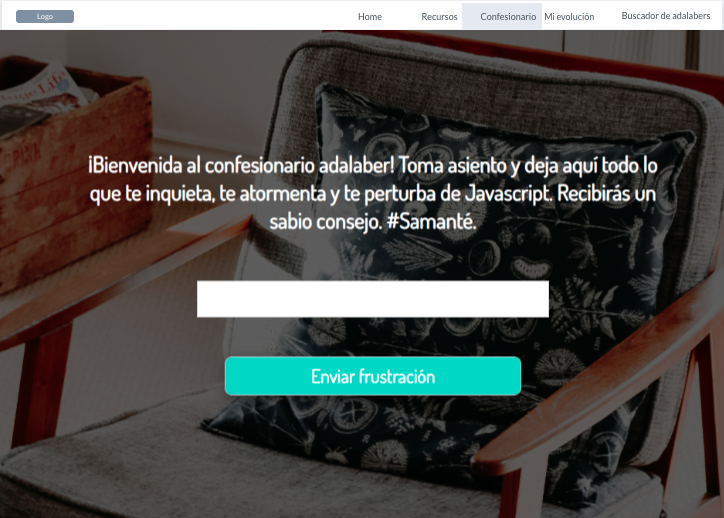 Logo
Home
Recursos
Confesionario
Mi evolución
Buscador de adalabers
¡Bienvenida al confesionario adalaber! Toma asiento y deja aquí todo lo
que te inquieta, te atormenta y te perturba de Javascript. Recibirás un
sabio consejo. #Samanté.
Enviar frustración